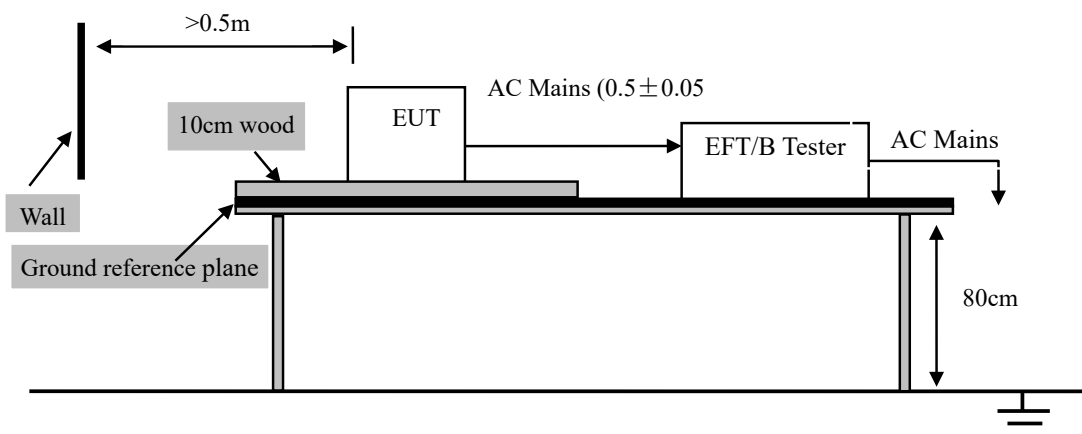 >0.5m
AC Mains (0.5±0.05
10cm wood
EUT
EFT/B Tester
AC Mains
Wall
Ground reference plane
80cm